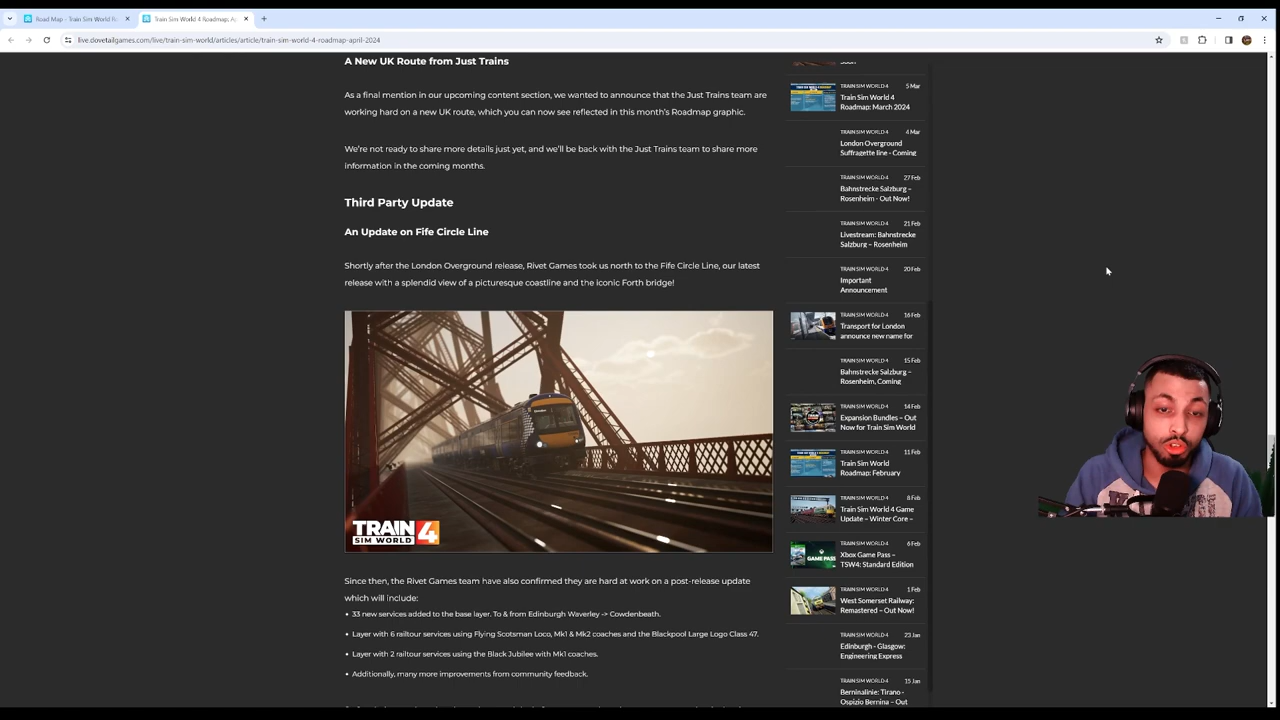 Road Map - Train Sim World R
Train Sim World 4 Roadmap: A
live.dovetailgames.com/live/train-sim-world/articles/article/train-sim-world-4-roadmap-april-2024
A New UK Route from Just Trains
As a final mention in our upcoming content section, we wanted to announce that the Just Trains team are
working hard on a new UK route, which you can now see reflected in this month's Roadmap graphic.
We're not ready to share more details just yet, and we'll be back with the Just Trains team to share more
information in the coming months.
Third Party Update
An Update on Fife Circle Line
Shortly after the London Overground release, Rivet Games took us north to the Fife Circle Line, our latest
release with a splendid view of a picturesque coastline and the iconic Forth bridge!
TRAIN
SIM WORLD 4
Since then, the Rivet Games team have also confirmed they are hard at work on a post-release update
which will include:
• 33 new services added to the base layer. To & from Edinburgh Waverley -> Cowdenbeath.
• Layer with 6 railtour services using Flying Scotsman Loco, Mk1 & Mk2 coaches and the Blackpool Large Logo Class 47.
• Layer with 2 railtour services using the Black Jubilee with Mk1 coaches.
• Additionally, many more improvements from community feedback.
Soon
TRAIN SIM WORLD 4 5 Mar
Train Sim World 4
Roadmap: March 2024
TRAIN SIM WORLD 4 4 Mar
London Overground
Suffragette line - Coming
TRAIN SIM WORLD 4 27 Feb
Bahnstrecke Salzburg –
Rosenheim - Out Now!
TRAIN SIM WORLD 4 21 Feb
Livestream: Bahnstrecke
Salzburg – Rosenheim
TRAIN SIM WORLD 4 20 Feb
Important
Announcement
TRAIN SIM WORLD 4 16 Feb
Transport for London
announce new name for
TRAIN SIM WORLD 4 15 Feb
Bahnstrecke Salzburg –
Rosenheim, Coming
TRAIN SIM WORLD 4 14 Feb
Expansion Bundles – Out
Now for Train Sim World
TRAIN SIM WORLD 4 11 Feb
Train Sim World
Roadmap: February
TRAIN SIM WORLD 4 8 Feb
Train Sim World 4 Game
Update – Winter Core –
TRAIN SIM WORLD 4 6 Feb
Xbox Game Pass –
TSW4: Standard Edition
GAME PASS
TRAIN SIM WORLD 4 1 Feb
West Somerset Railway:
Remastered – Out Now!
TRAIN SIM WORLD 4 23 Jan
Edinburgh - Glasgow:
Engineering Express
TRAIN SIM WORLD 4 15 Jan
Berninalinie: Tirano -
Ospizio Bernina – Out